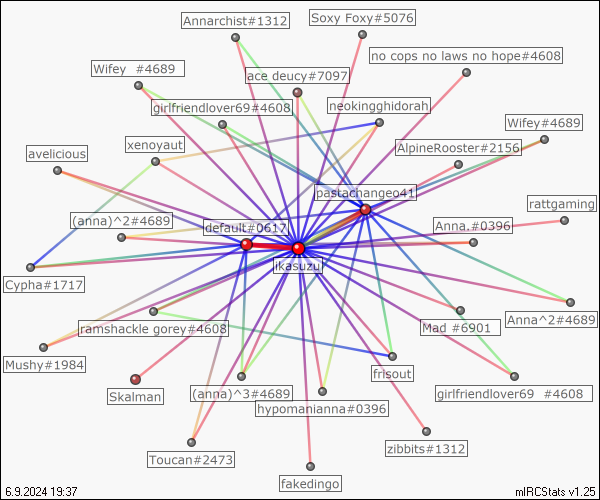 Soxy Foxy#5076
Annarchist#1312
no cops no laws no hope#4608
Wifey  #4689
ace deucy#7097
girlfriendlover69#4608
neokingghidorah
Wifey#4689
xenoyaut
AlpineRooster#2156
avelicious
pastachangeo41
rattgaming
(anna)^2#4689
default#0617
Anna.#0396
ikasuzu
Cypha#1717
Anna^2#4689
ramshackle gorey#4608
Mad #6901
Mushy#1984
frisout
Skalman
(anna)^3#4689
girlfriendlover69  #4608
hypomanianna#0396
zibbits#1312
Toucan#2473
fakedingo
6.9.2024 19:37
mIRCStats v1.25